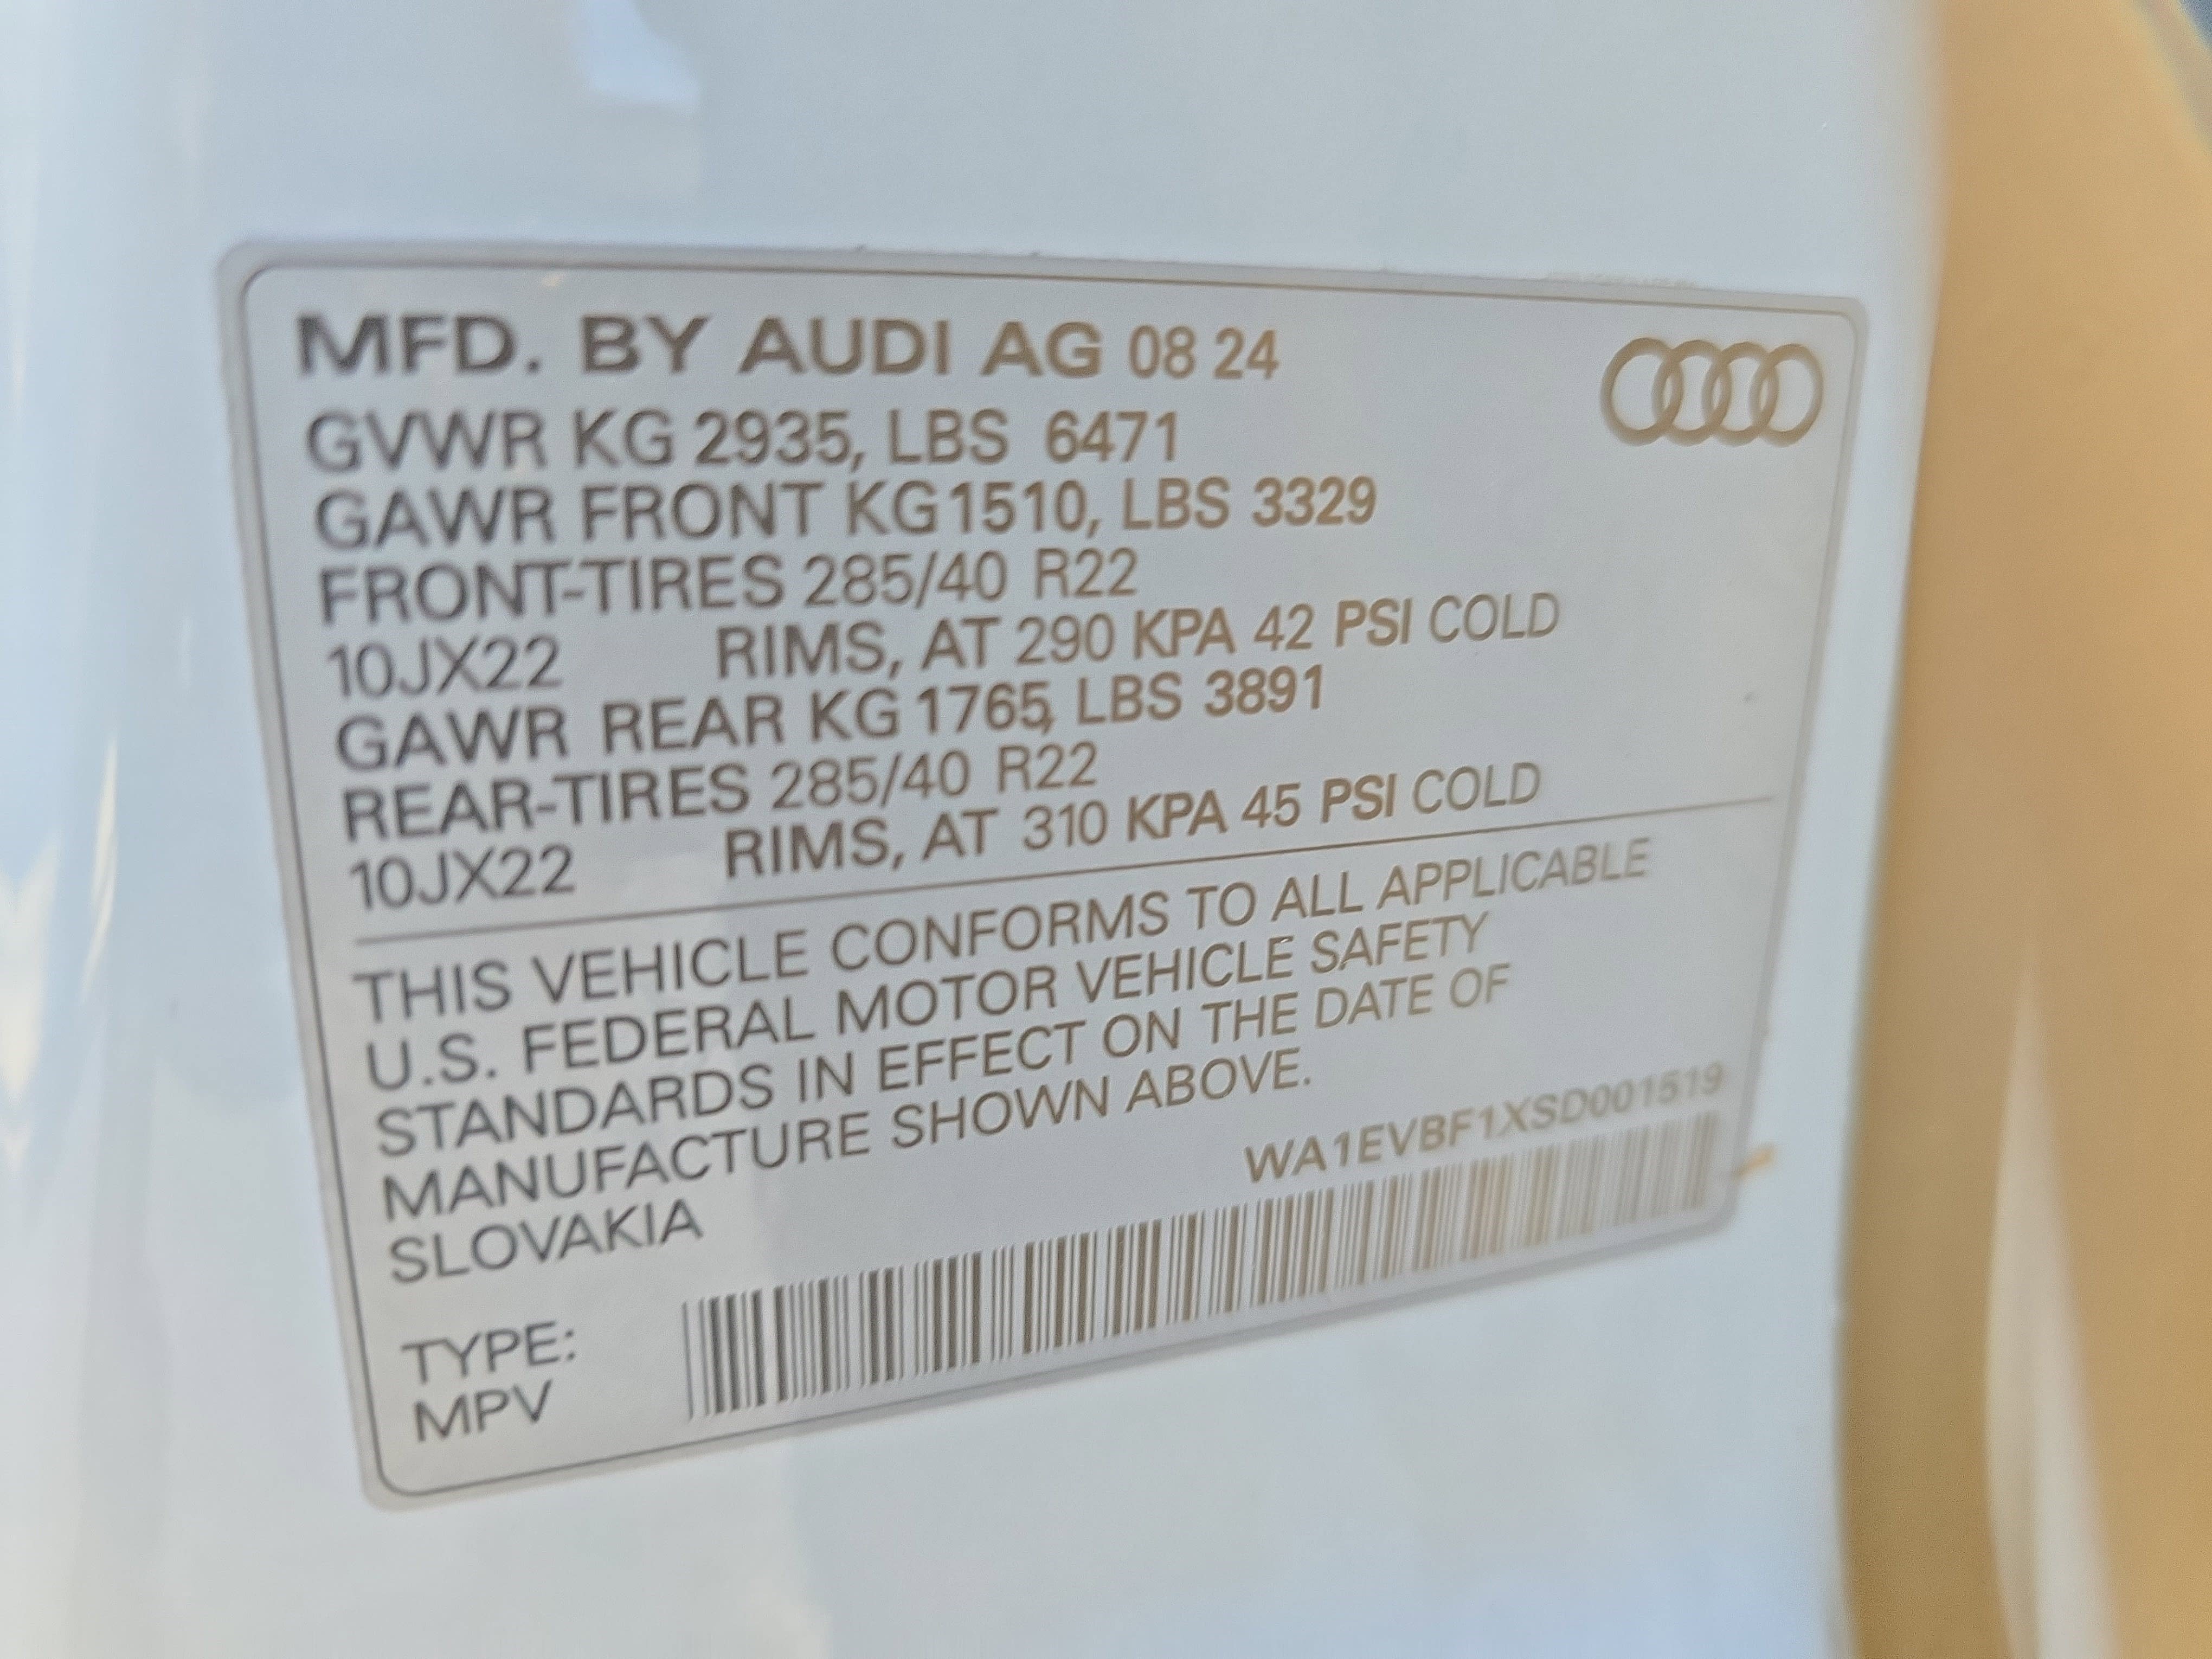 MFD. BY AUDI AG 08 24
GVWR KG 2935, LBS 6471
GAWR FRONT KG 1510, LBS 3329
FRONT-TIRES 285/40 R22
10JX22 RIMS, AT 290 KPA 42 PSI COLD
GAWR REAR KG 1765, LBS 3891
REAR-TIRES 285/40 R22
10JX22 RIMS, AT 310 KPA 45 PSI COLD
THIS VEHICLE CONFORMS TO ALL APPLICABLE
U.S. FEDERAL MOTOR VEHICLE SAFETY
STANDARDS IN EFFECT ON THE DATE OF
MANUFACTURE SHOWN ABOVE.
SLOVAKIA
WA1EVBF1XSD001519
TYPE:
MPV